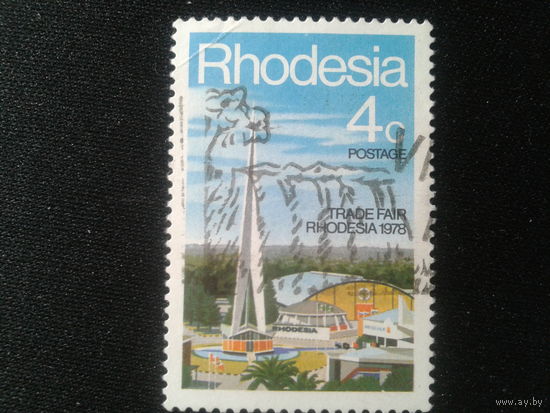 Rhodesia
4c
POSTAGE
TRADE FAIR
RHODESIA 1978
RHODESIA
www.ay.by